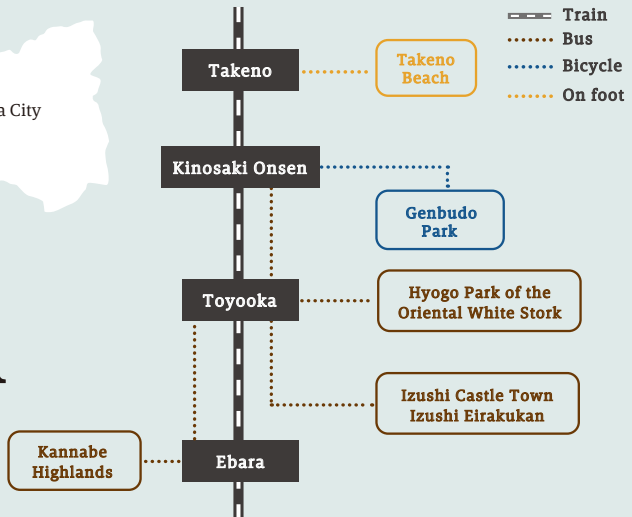 Train
Bus
Bicycle
On foot
Takeno
Takeno
Beach
a City
Kinosaki Onsen
Genbudo
Park
Toyooka
Hyogo Park of the
Oriental White Stork
Izushi Castle Town
Izushi Eirakukan
Kannabe
Highlands
Ebara